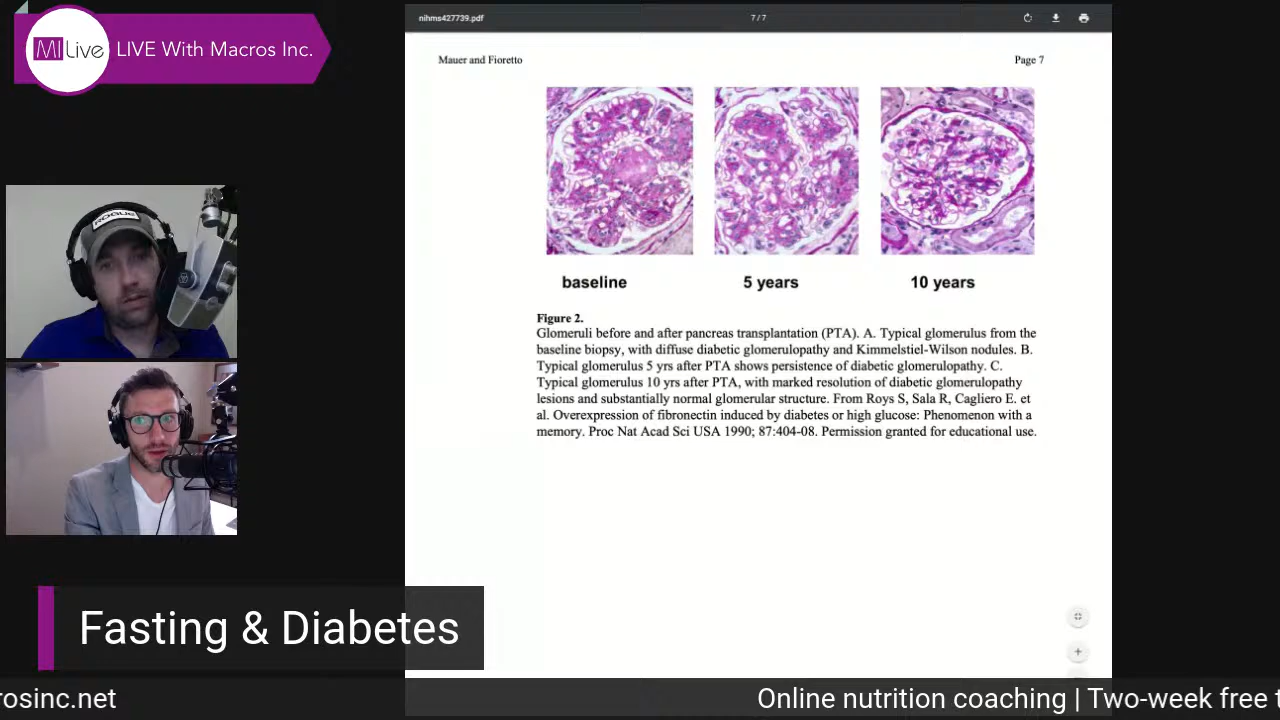 MI Live LIVE With Macros Inc.
nihms427739.pdf
7 / 7
Mauer and Fioretto
Page 7
ROGUE
baseline
5 years
10 years
Figure 2.
Glomeruli before and after pancreas transplantation (PTA). A. Typical glomerulus from the
baseline biopsy, with diffuse diabetic glomerulopathy and Kimmelstiel-Wilson nodules. B.
Typical glomerulus 5 yrs after PTA shows persistence of diabetic glomerulopathy. C.
Typical glomerulus 10 yrs after PTA, with marked resolution of diabetic glomerulopathy
lesions and substantially normal glomerular structure. From Roys S, Sala R, Cagliero E. et
al. Overexpression of fibronectin induced by diabetes or high glucose: Phenomenon with a
memory. Proc Nat Acad Sci USA 1990; 87:404-08. Permission granted for educational use.
Fasting & Diabetes
rosinc.net
Online nutrition coaching | Two-week free t